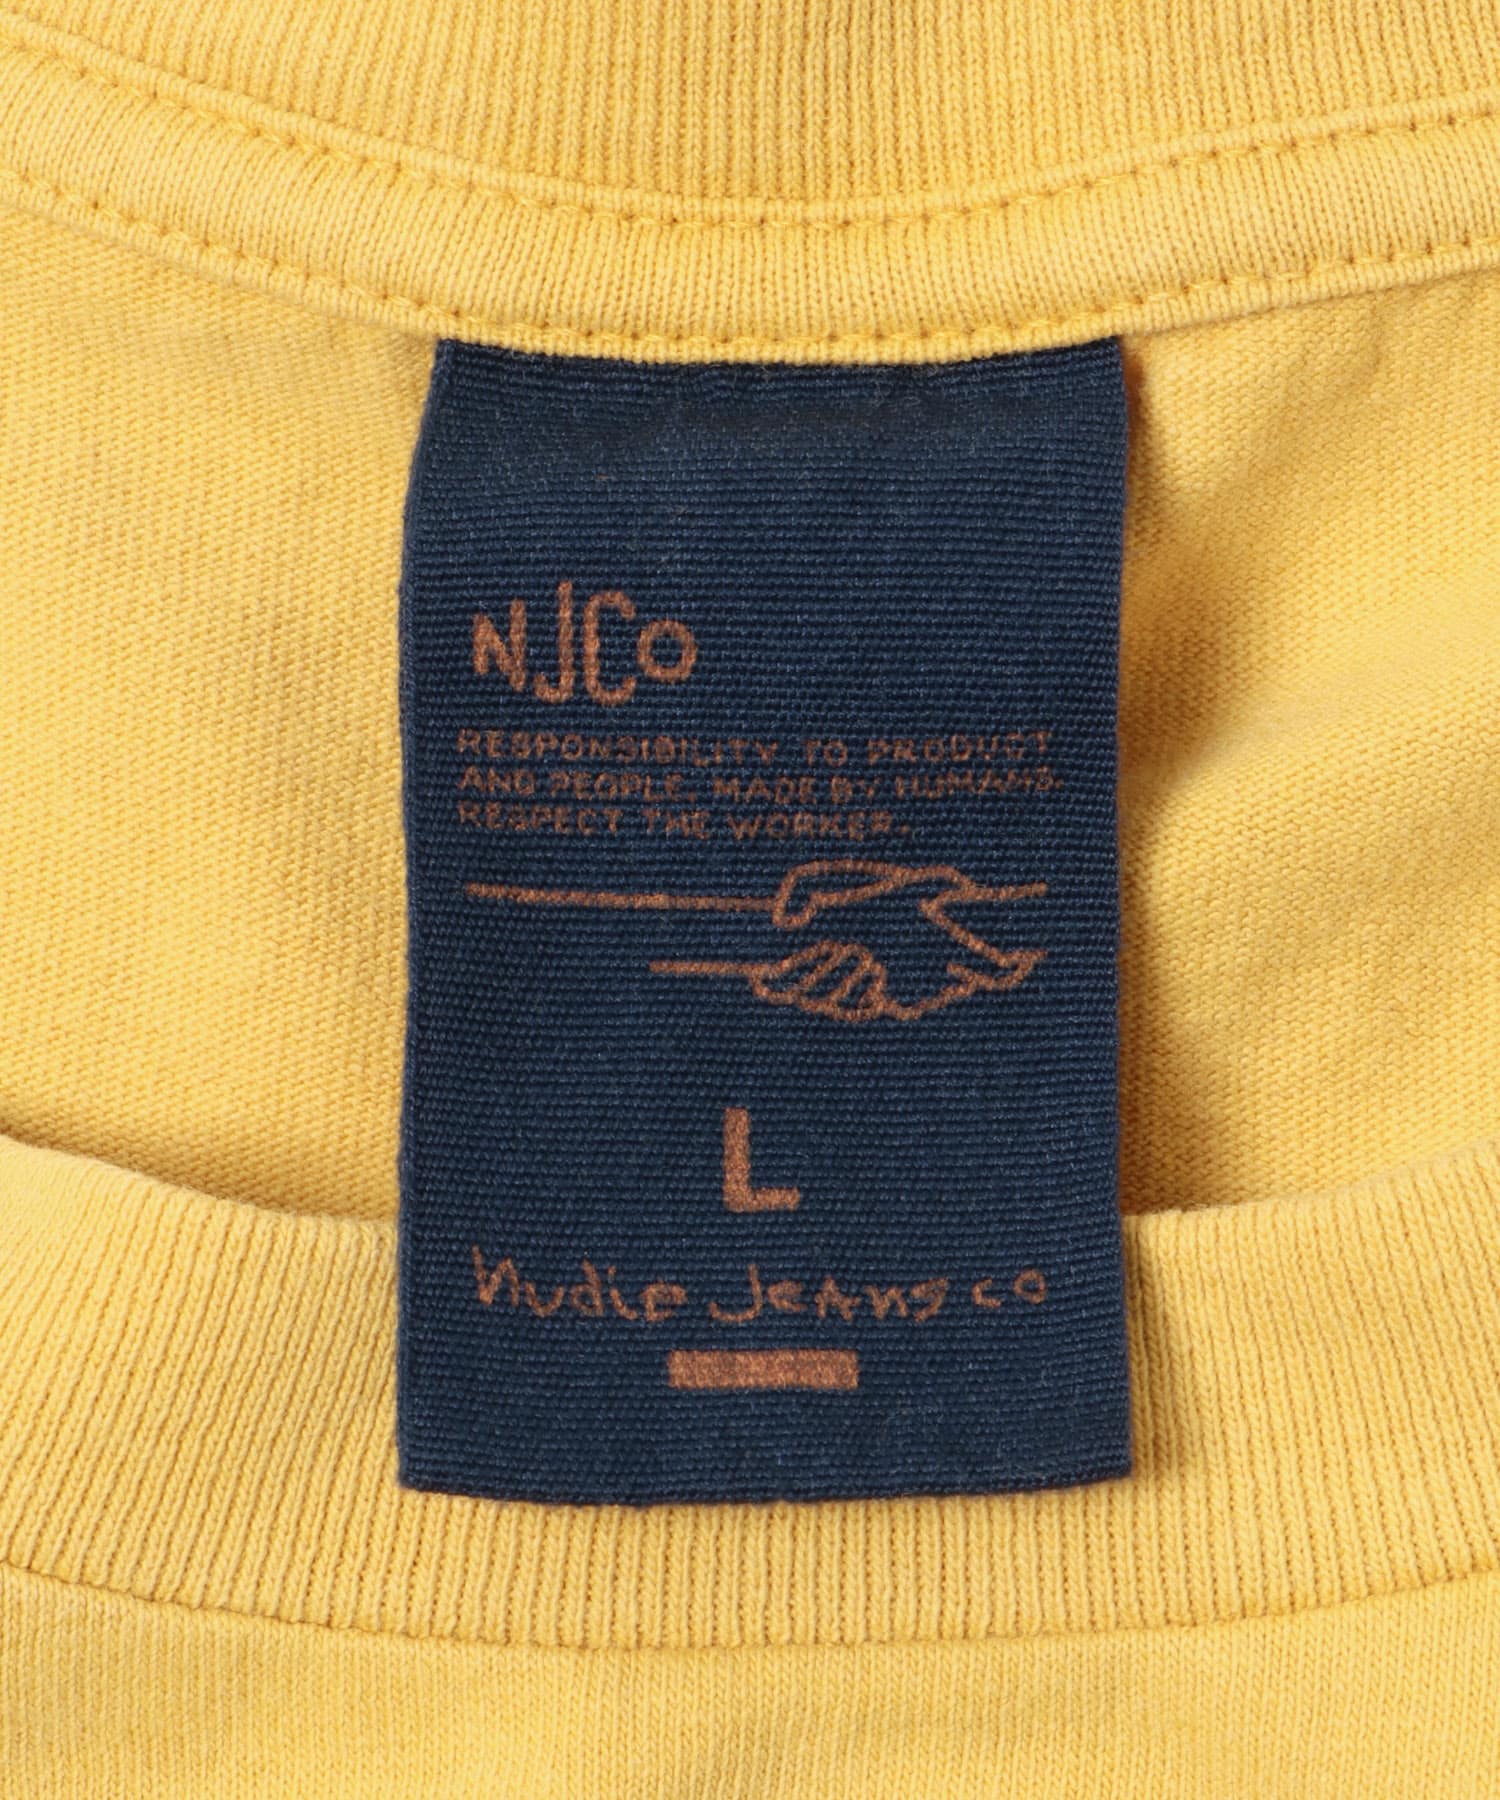 NJCo
RESPONSIBILITY TO PRODUCT
AND PEOPLE, MADE BY HUMANS.
RESPECT THE WORKER.
L
nudie Jeans co